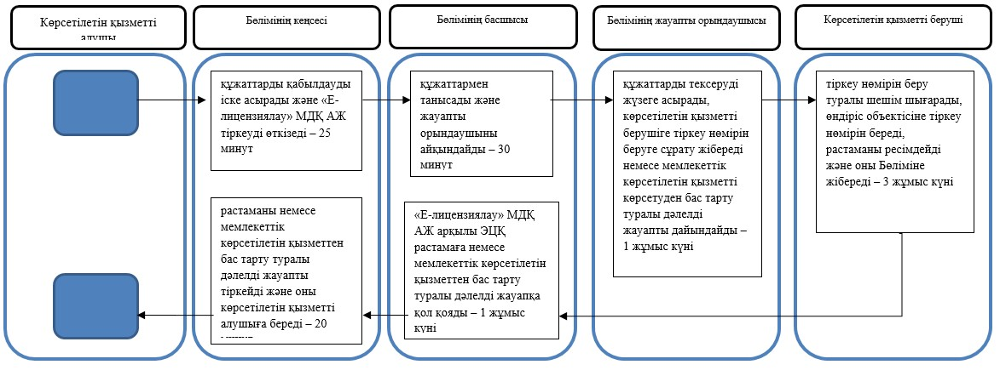 Көрсетілетін қызметті
алушы
Бөлімінің кеңсесі
Бөлімінің басшысы
Бөлімінің жауапты орындаушысы
Көрсетілетін қызметті беруші
құжаттарды қабылдауды
іске асырады және «Е-
лицензиялау» МДҚ АЖ
тіркеуді өткізеді – 25
минут
құжаттармен
танысады және
жауапты
орындаушыны
айқындайды – 30
минут
құжаттарды тексеруді
жүзеге асырады,
көрсетілетін қызметті
берушіге тіркеу нөмірін
беруге сұрату жібереді
немесе мемлекеттік
көрсетілетін қызметті
көрсетуден бас тарту
туралы дәлелді
жауапты дайындайды –
1 жұмыс күні
тіркеу нөмірін беру
туралы шешім шығарады,
өндіріс объектісіне тіркеу
нөмірін береді,
растаманы ресімдейді
және оны Бөліміне
жібереді – 3 жұмыс күні
растаманы немесе
мемлекеттік
көрсетілетін қызметтен
бас тарту туралы
дәлелді жауапты
тіркейді және оны
көрсетілетін қызметті
алушыға береді – 20
«Е-лицензиялау» МДҚ
АЖ арқылы ЭЦҚ
растамаға немесе
мемлекеттік көрсетілетін
қызметтен бас тарту
туралы дәлелді жауапқа
қол қояды – 1 жұмыс
күні